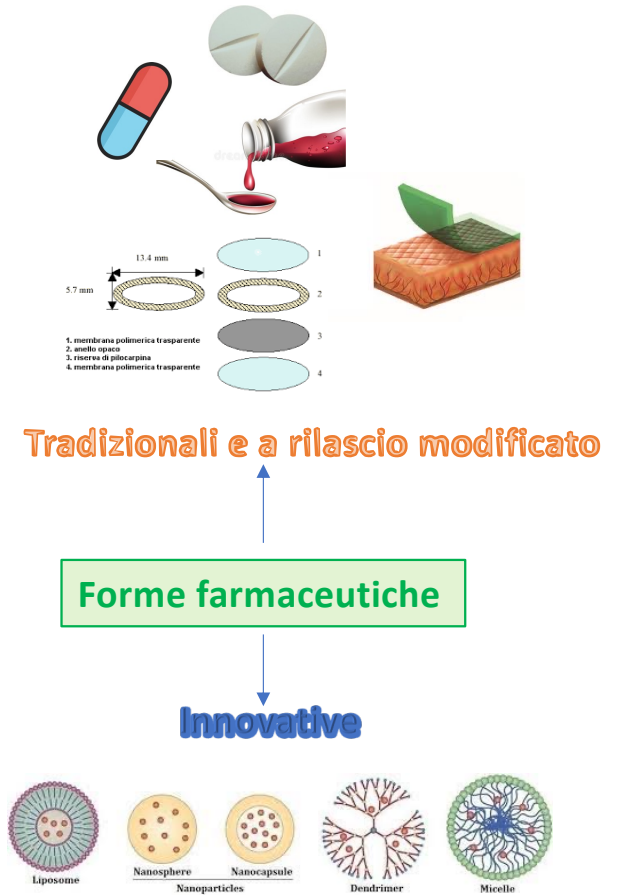 13.4 mm
5.7 mm
1
2
3
4
1. membrana polimerica trasparente
2. anello opaco
3. riserva di pilocarpina
4. membrana polimerica trasparente
Tradizionali e a rilascio modificato
Forme farmaceutiche
Innovative
Liposome
Nanosphere
Nanocapsule
Nanoparticles
Dendrimer
Micelle